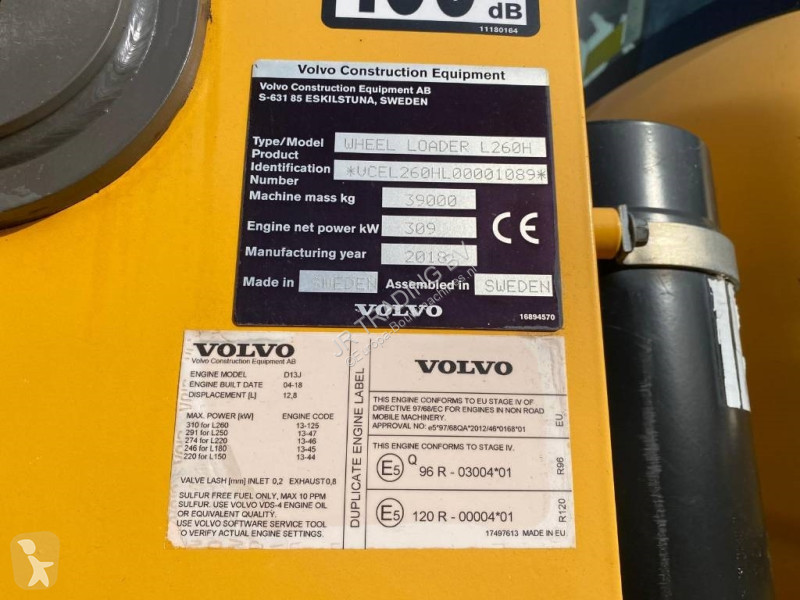 100 dB
11180164
Volvo Construction Equipment
Volvo Construction Equipment AB
S-631 85 ESKILSTUNA, SWEDEN
Type/Model WHEEL LOADER L260H
Product
Identification *VCEL260HL00001089*
Number
Machine mass kg 39000
Engine net power kW 309
Manufacturing year 2018
CE
Made in SWEDEN Assembled in SWEDEN
VOLVO
16894570
JR TRADING BV
VOLVO
Volvo Construction Equipment AB
ENGINE MODEL D13J
ENGINE BUILT DATE 04-18
DISPLACEMENT [L] 12,8
MAX. POWER [kW] ENGINE CODE
310 for L260 13-125
291 for L250 13-47
274 for L220 13-46
246 for L180 13-45
220 for L150 13-44
VALVE LASH [mm] INLET 0,2 EXHAUST 0,8
SULFUR FREE FUEL ONLY, MAX 10 PPM
SULFUR. USE VOLVO VDS-4 ENGINE OIL
OR EQUIVALENT QUALITY.
USE VOLVO SOFTWARE SERVICE TOOL
TO VERIFY ACTUAL ENGINE SETTINGS.
DUPLICATE ENGINE LABEL
VOLVO
THIS ENGINE CONFORMS TO EU STAGE IV OF
DIRECTIVE 97/68/EC FOR ENGINES IN NON ROAD
MOBILE MACHINERY.
APPROVAL NO: e5*97/68QA*2012/46*0168*01
EU
THIS ENGINE CONFORMS TO STAGE IV.
E5 Q 96 R - 03004*01
R96
E5 120 R - 00004*01
R120
17497613 MADE IN EU